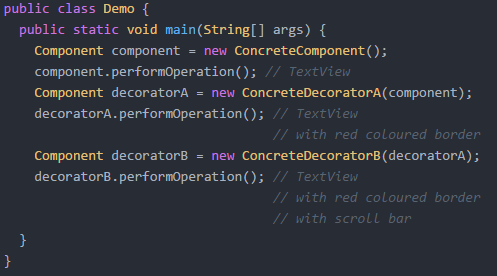 public class Demo {
  public static void main(String[] args) {
    Component component = new ConcreteComponent();
    component.performOperation(); // TextView
    Component decoratorA = new ConcreteDecoratorA(component);
    decoratorA.performOperation(); // TextView
                                   // with red coloured border
    Component decoratorB = new ConcreteDecoratorB(decoratorA);
    decoratorB.performOperation(); // TextView
                                   // with red coloured border
                                   // with scroll bar
  }
}